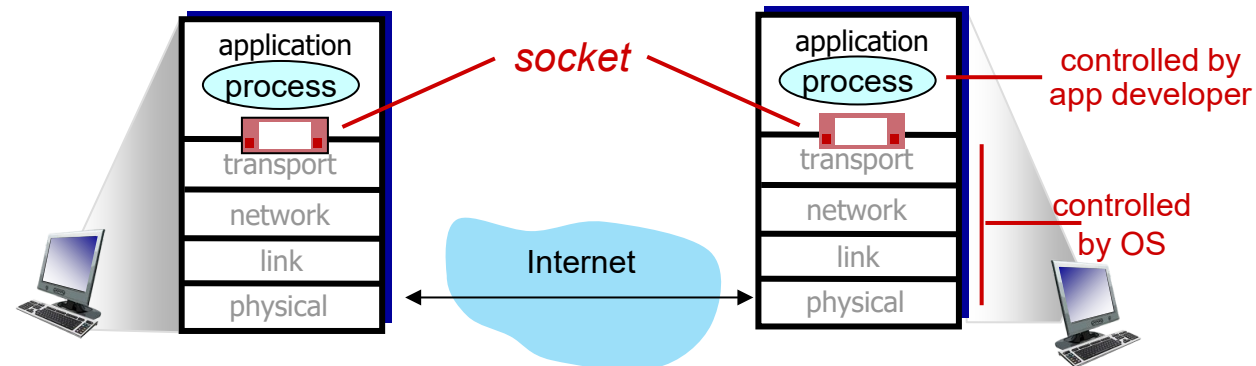 application
process
transport
network
link
physical
socket
Internet
application
process
transport
network
link
physical
controlled by
app developer
controlled
by OS